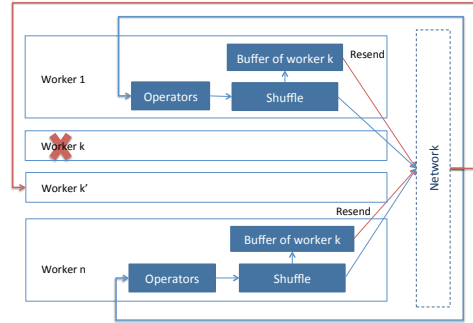 Buffer of worker k
Resend
Worker 1
Operators
Shuffle
Worker k
Worker k’
Network
Resend
Buffer of worker k
Worker n
Operators
Shuffle